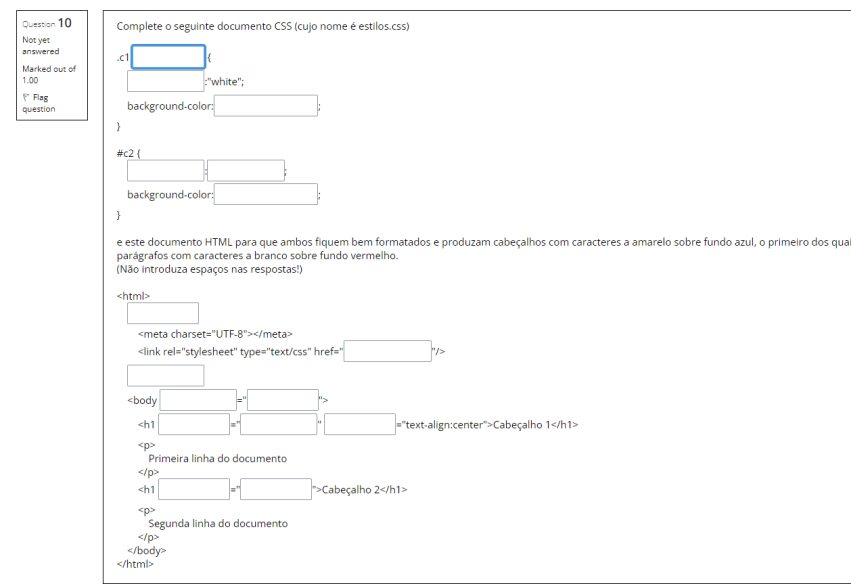 Question 10
Not yet
answered
Marked out of
1.00
Flag
question
Complete o seguinte documento CSS (cujo nome é estilos.css)
.c1 {
:"white";
background-color: ;
}
#c2 {
: ;
background-color: ;
}
e este documento HTML para que ambos fiquem bem formatados e produzam cabeçalhos com caracteres a amarelo sobre fundo azul, o primeiro dos quai
parágrafos com caracteres a branco sobre fundo vermelho.
(Não introduza espaços nas respostas!)
<html>
<meta charset="UTF-8"></meta>
<link rel="stylesheet" type="text/css" href=" "/>
<body =" ">
<h1 =" " ="text-align:center">Cabeçalho 1</h1>
<p>
Primeira linha do documento
</p>
<h1 =" ">Cabeçalho 2</h1>
<p>
Segunda linha do documento
</p>
</body>
</html>